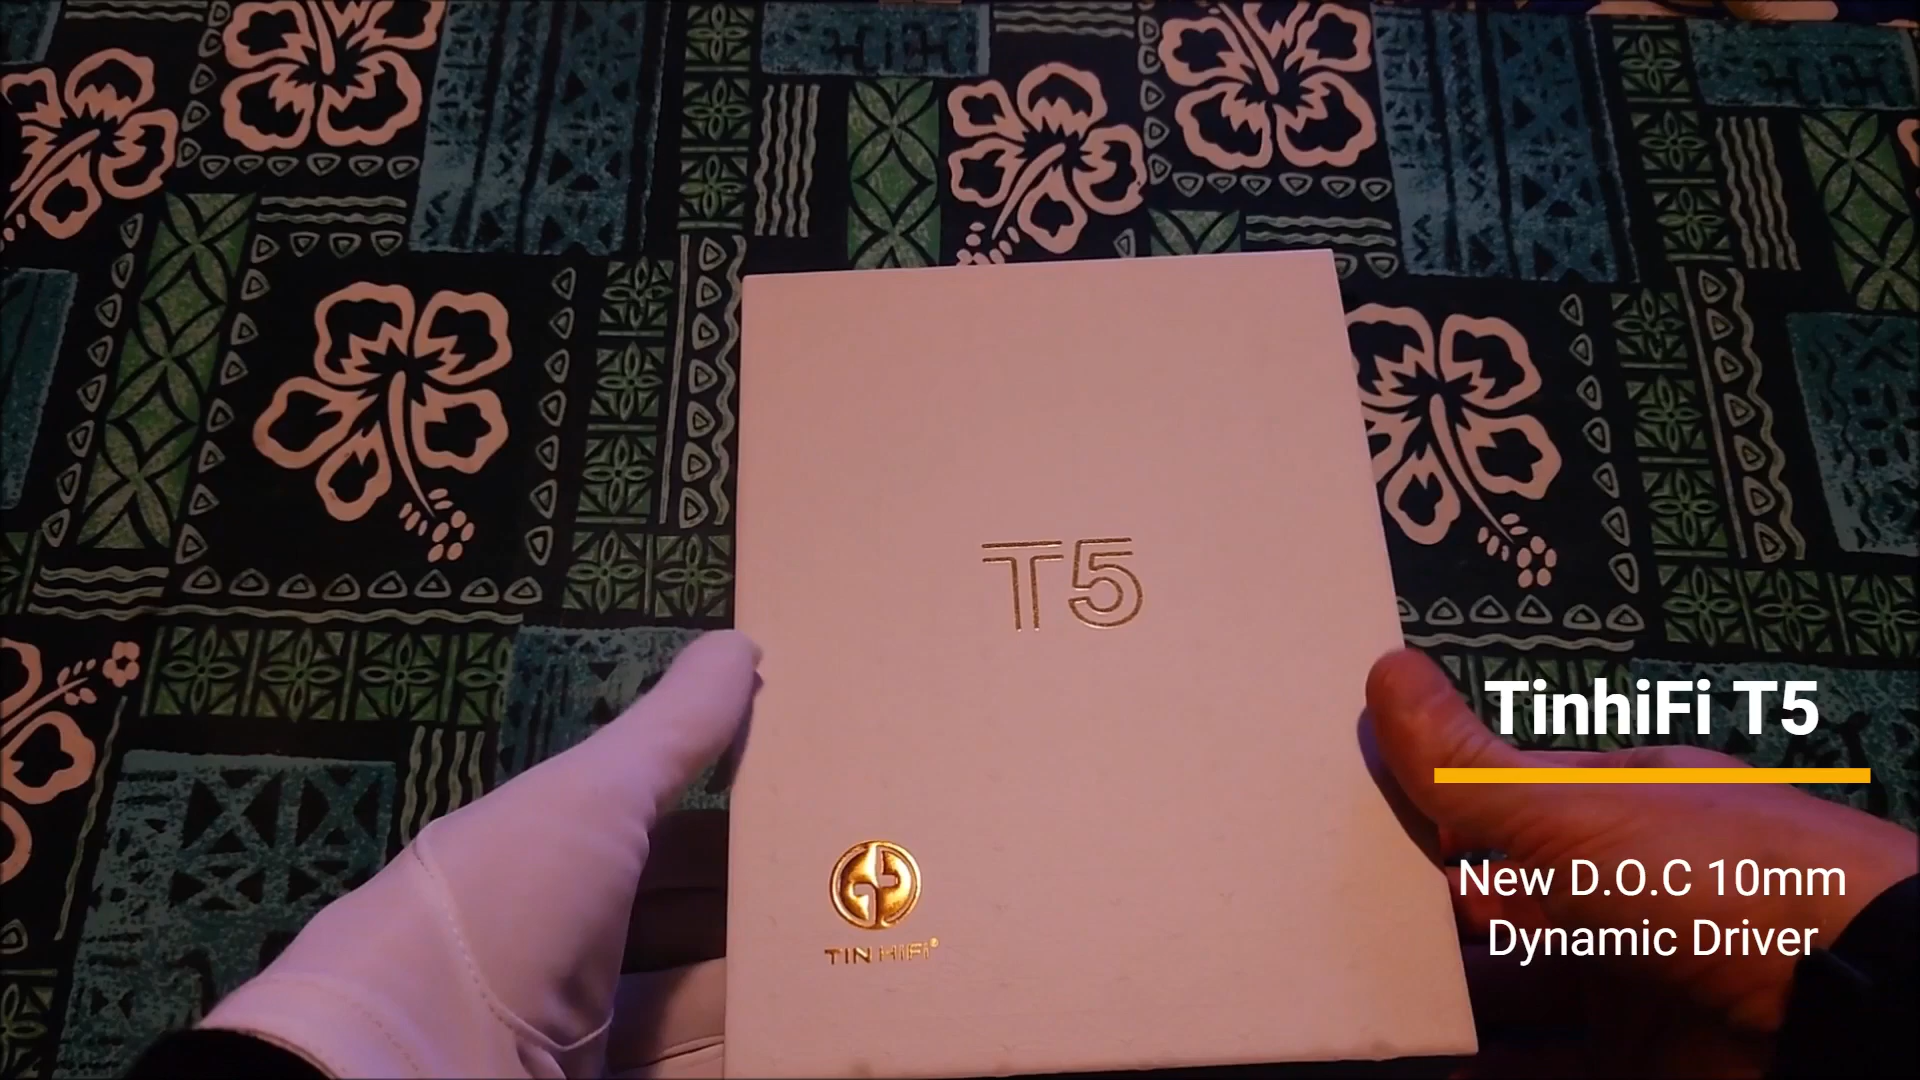 T5
TIN HIFI®
TinhiFi T5
New D.O.C 10mm
Dynamic Driver